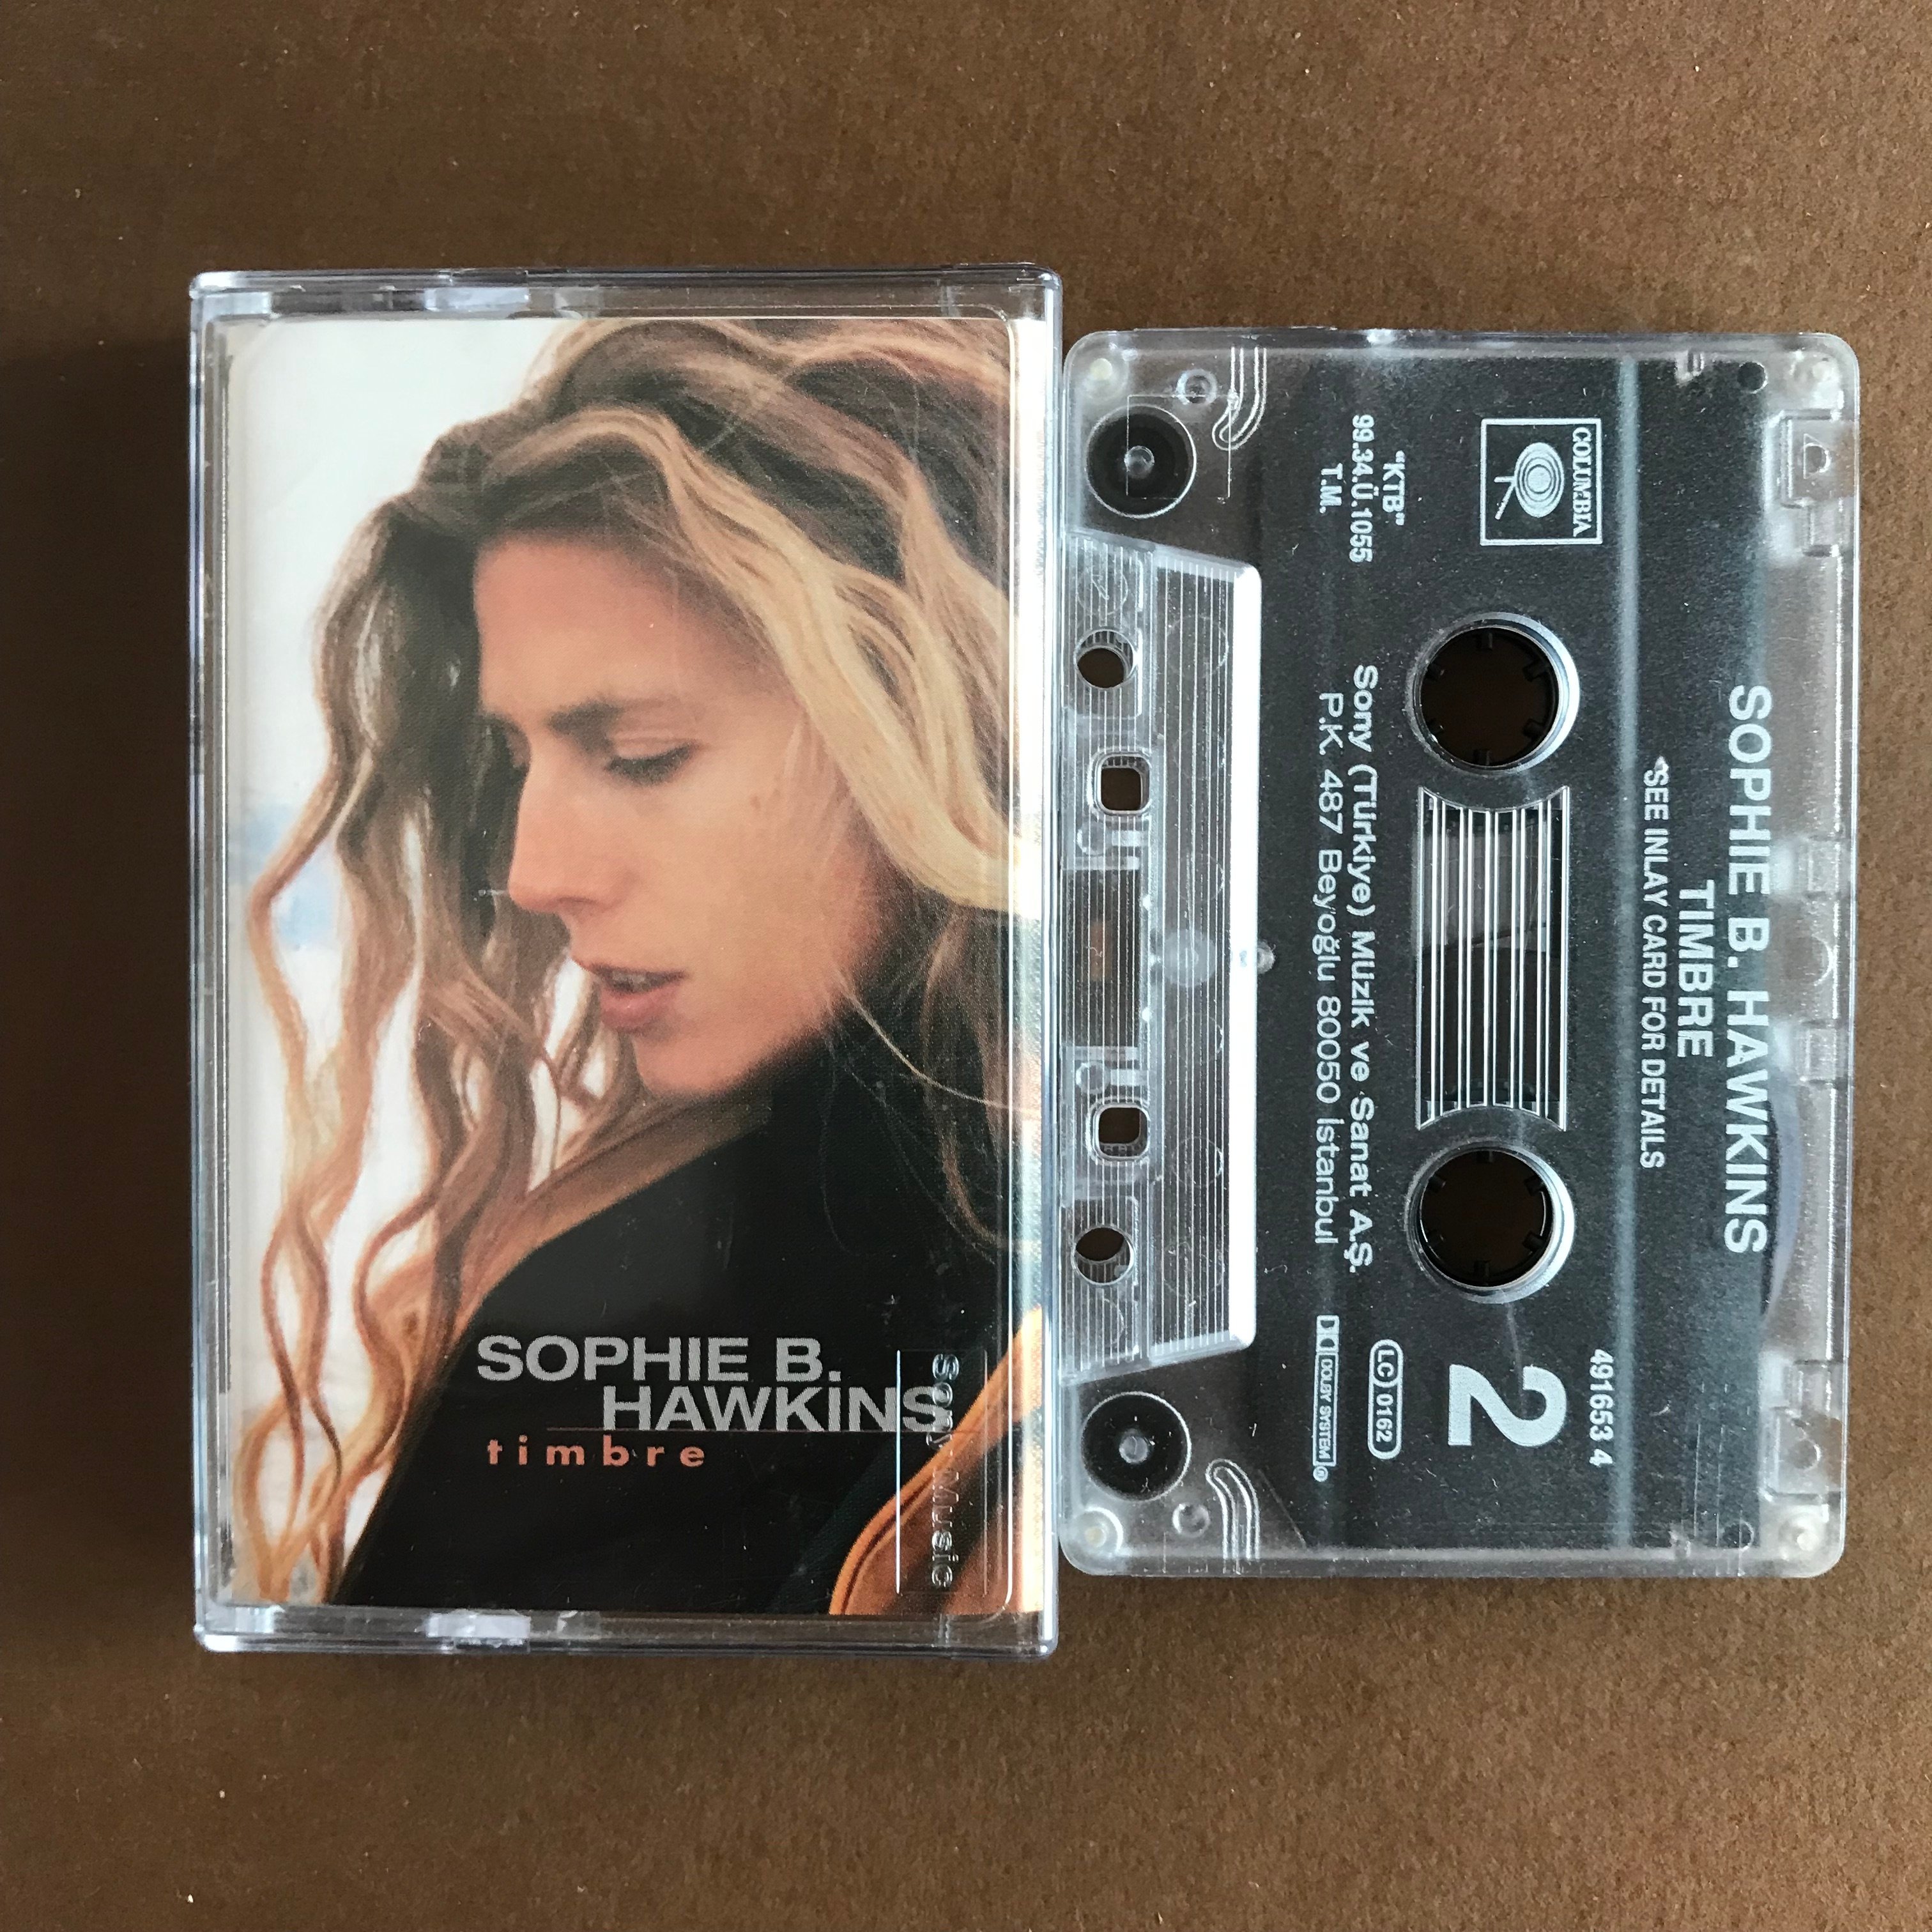 SOPHIE B.
HAWKINS
timbre
Sony Music
SOPHIE B. HAWKINS
TIMBRE
*SEE INLAY CARD FOR DETAILS
COLUMBIA
"KTB"
99.34.Ü.1055
T.M.
491653 4
2
LC 0162
DOLBY SYSTEM®
Sony (Türkiye) Müzik ve Sanat A.Ş.
P.K. 487 Beyoğlu 80050 İstanbul